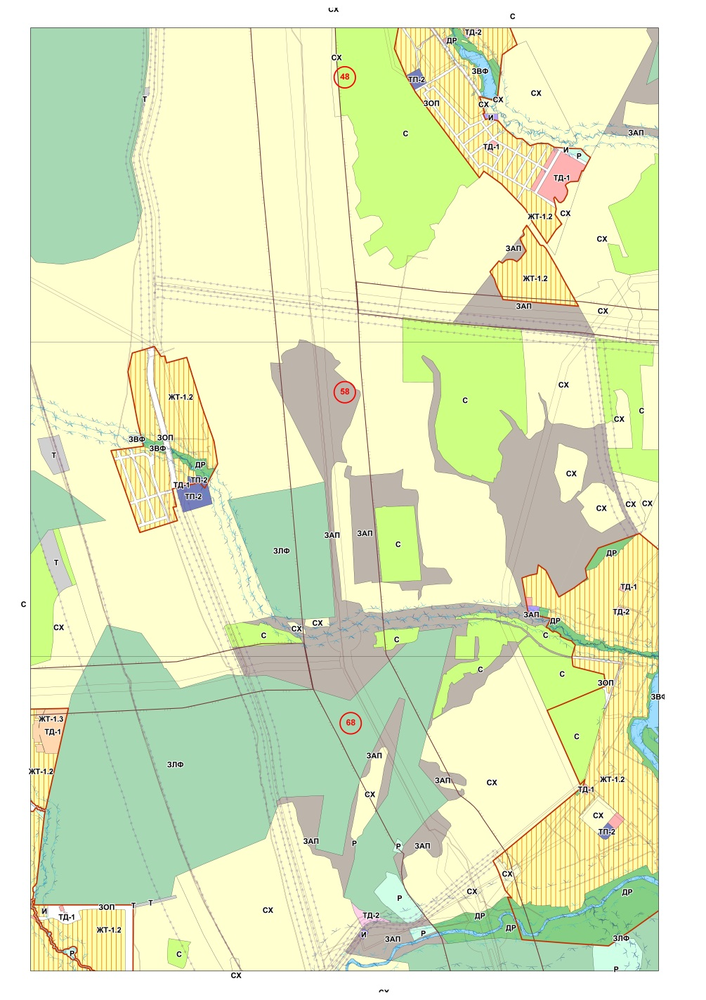 СХ
С
ТД-2
ДР
СХ
ЗВФ
48
ТП-2
СХ
Т
ЗОП
СХ
СХ
И
С
ЗАП
ТД-1
И
Р
ТД-1
ЖТ-1.2
СХ
СХ
ЗАП
ЖТ-1.2
ЗАП
СХ
СХ
58
ЖТ-1.2
С
С
СХ
ЗВФ
ЗОП
ЗВФ
Т
ДР
СХ
ТП-2
ТД-1
ТП-2
СХ
СХ
СХ
ЗАП
ЗАП
С
ЗЛФ
ДР
Т
ТД-1
С
ТД-2
ЗАП
ДР
СХ
СХ
СХ
С
С
С
С
С
ЗОП
ЗВФ
ЖТ-1.3
68
ТД-1
С
ЗАП
ЗЛФ
ЖТ-1.2
ЗАП
СХ
ЖТ-1.2
ТД-1
СХ
СХ
ТП-2
ЗАП
Р
Р
ЗАП
СХ
СХ
ДР
Р
Т
Т
ЗОП
И
ТД-1
СХ
ТД-2
ДР
ЖТ-1.2
ДР
И
Р
ЗАП
ЗЛФ
Р
С
Р
СХ
СХ